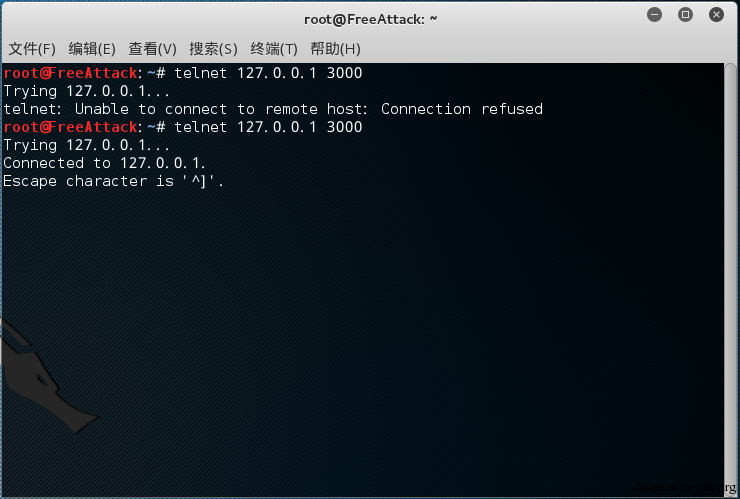 root@FreeAttack: ~
文件(F) 编辑(E) 查看(V) 搜索(S) 终端(T) 帮助(H)
root@FreeAttack:~# telnet 127.0.0.1 3000
Trying 127.0.0.1...
telnet: Unable to connect to remote host: Connection refused
root@FreeAttack:~# telnet 127.0.0.1 3000
Trying 127.0.0.1...
Connected to 127.0.0.1.
Escape character is '^]'.